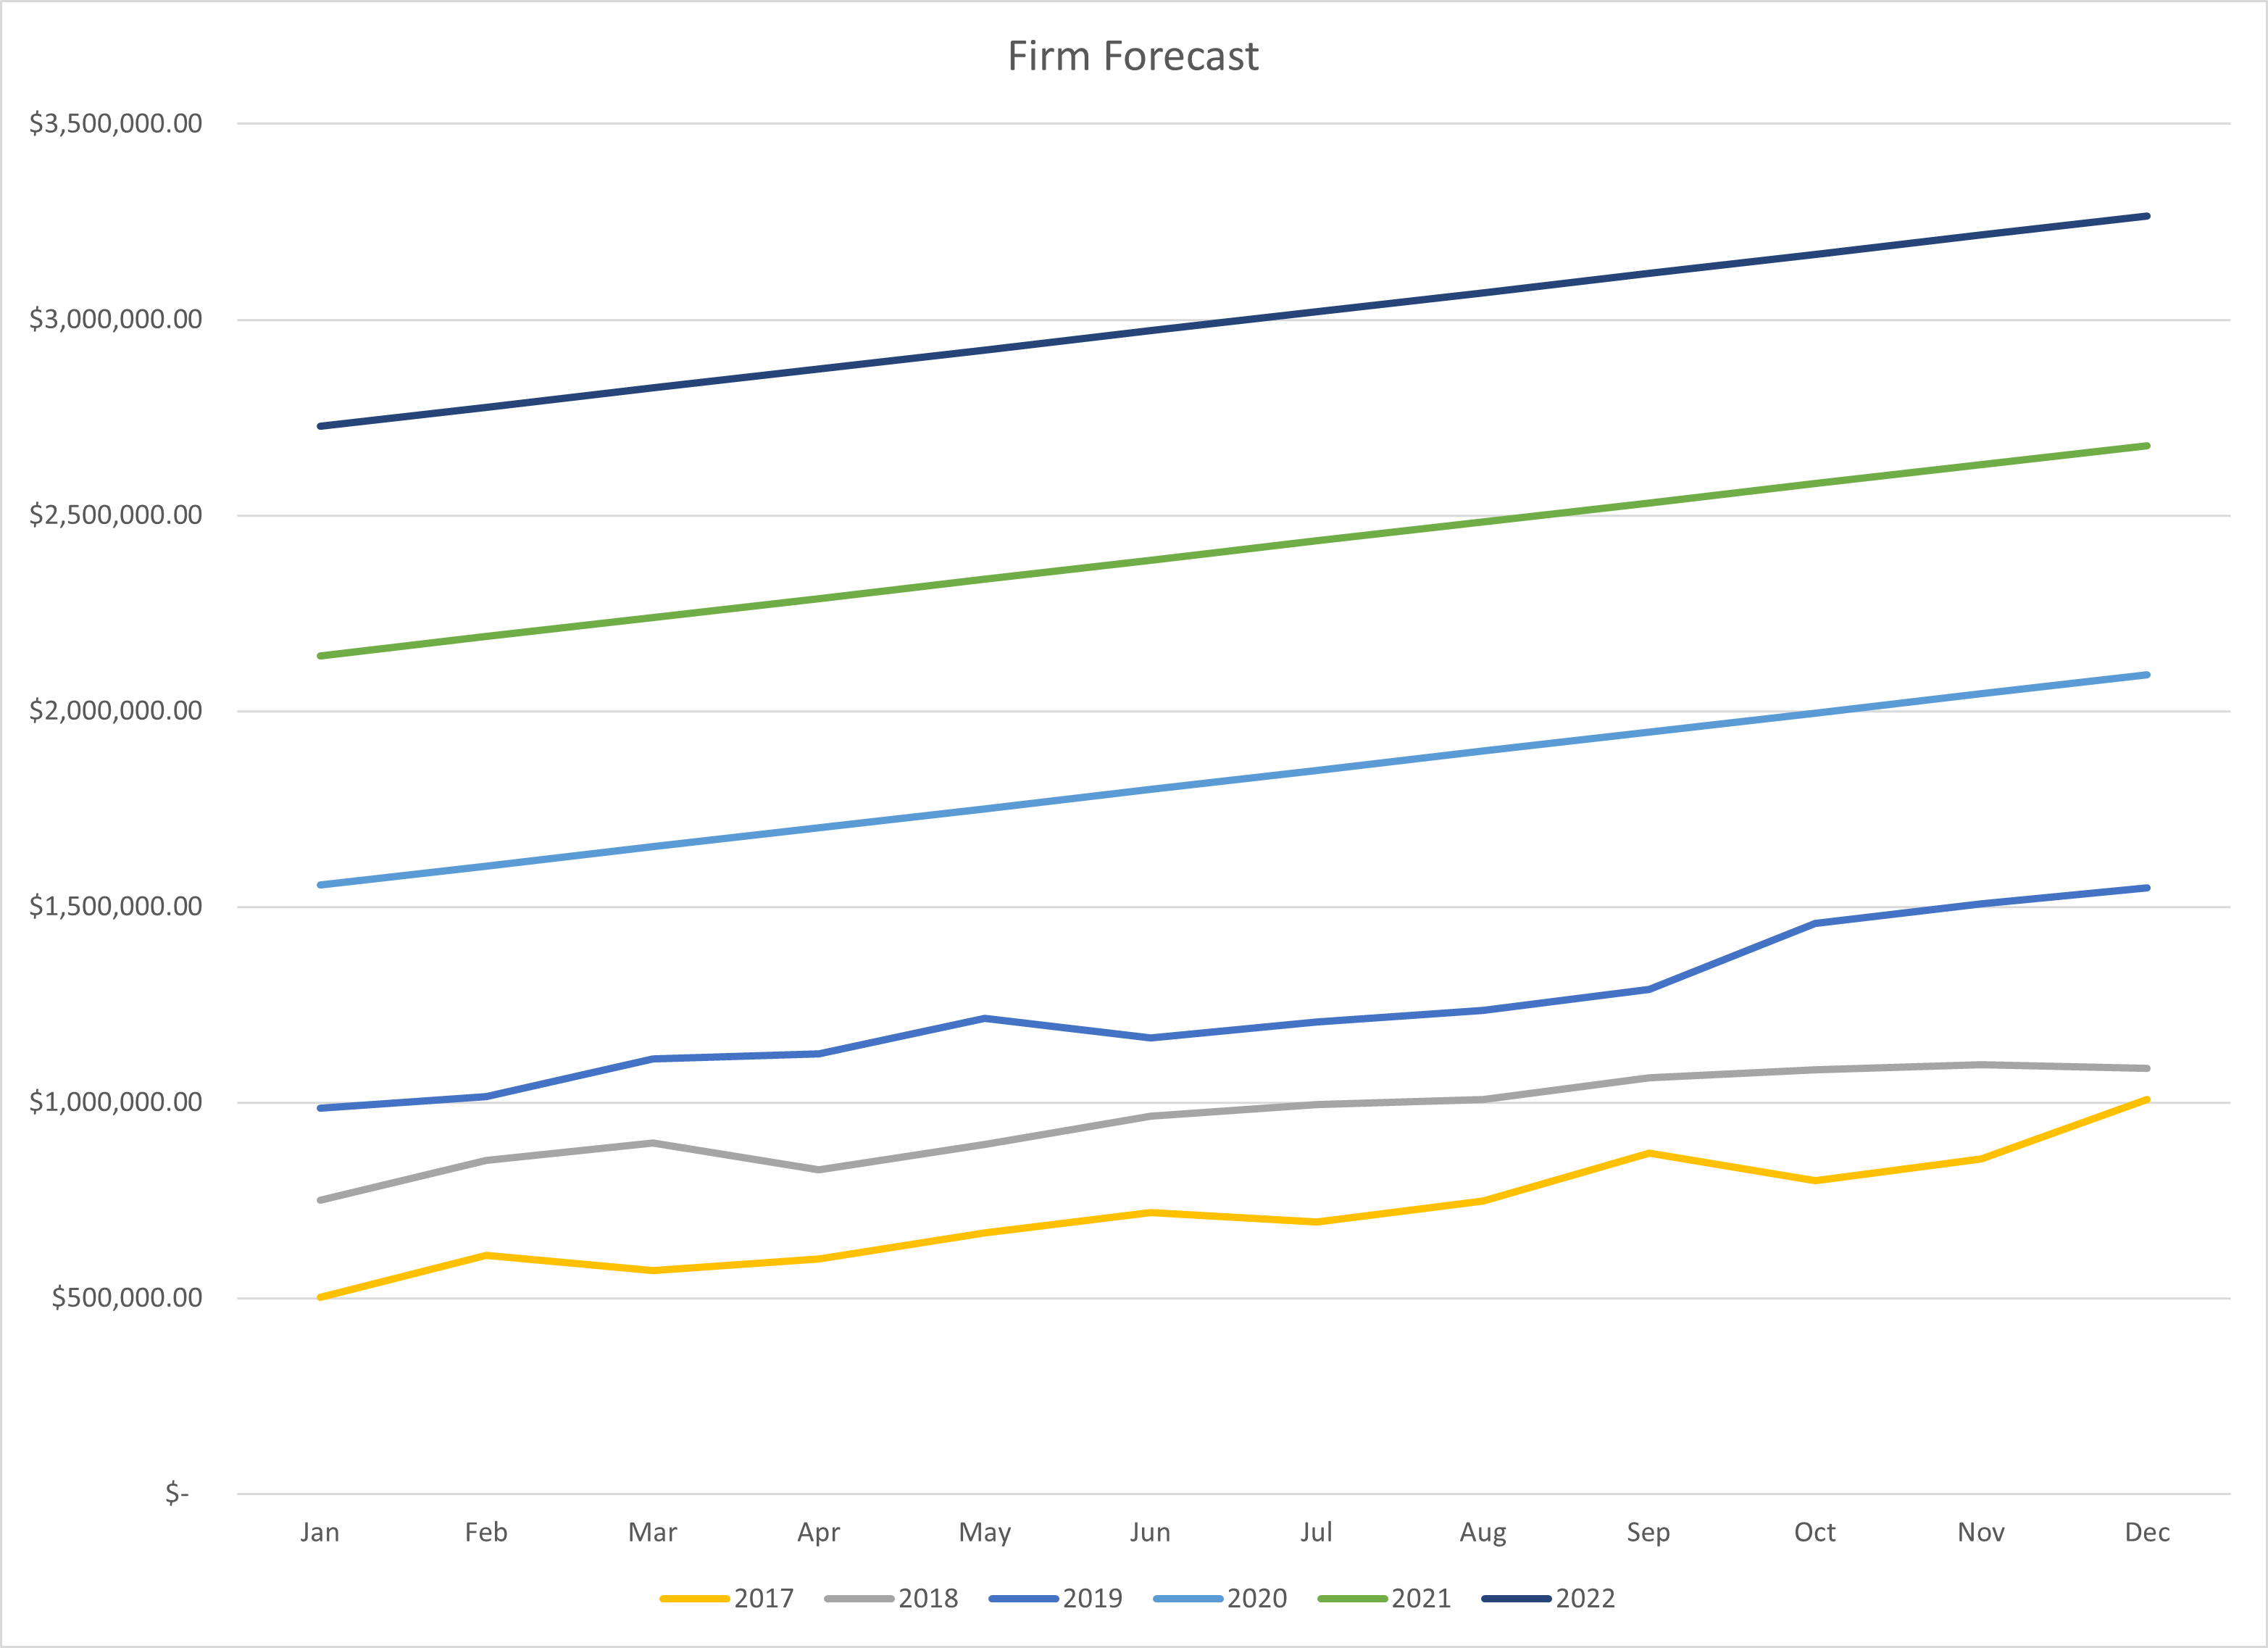 Firm Forecast
$3,500,000.00
$3,000,000.00
$2,500,000.00
$2,000,000.00
$1,500,000.00
$1,000,000.00
$500,000.00
$-
Jan Feb Mar Apr May Jun Jul Aug Sep Oct Nov Dec
2017 2018 2019 2020 2021 2022